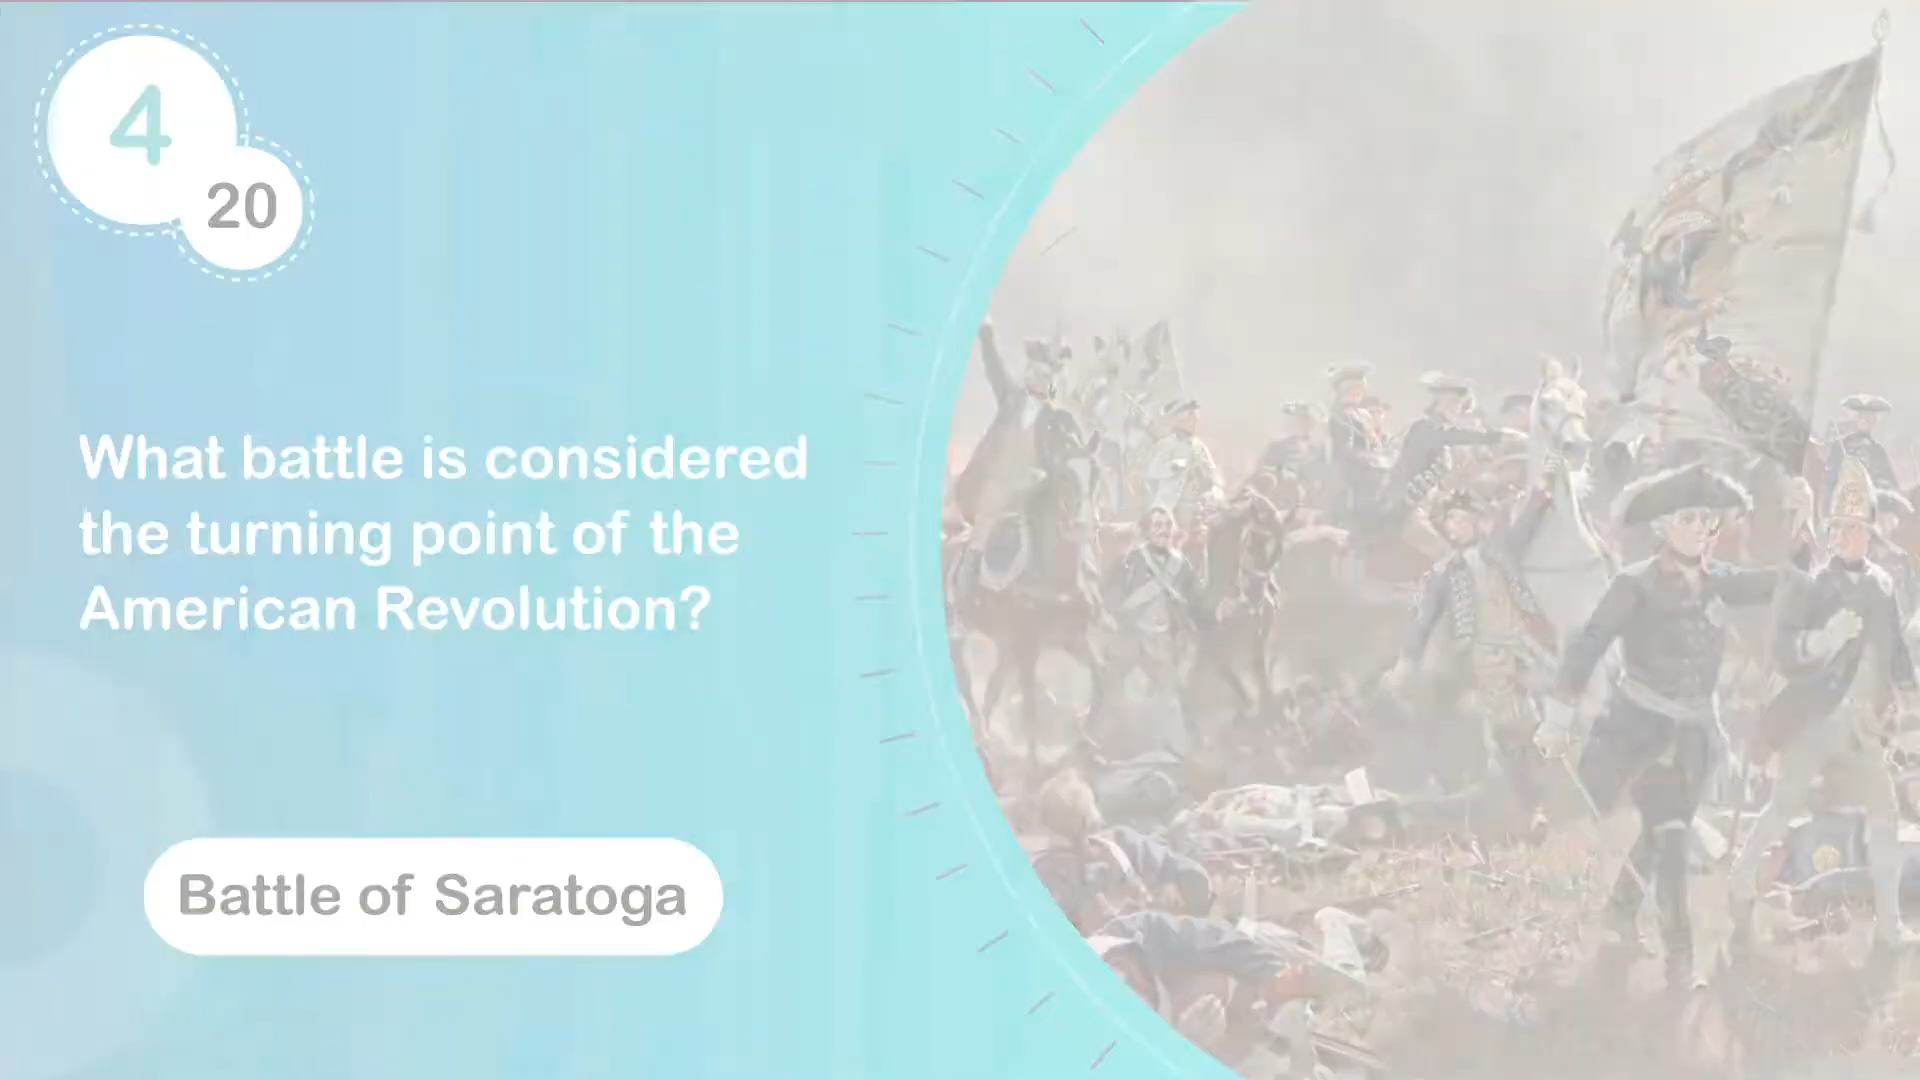 4
20
What battle is considered
the turning point of the
American Revolution?
Battle of Saratoga